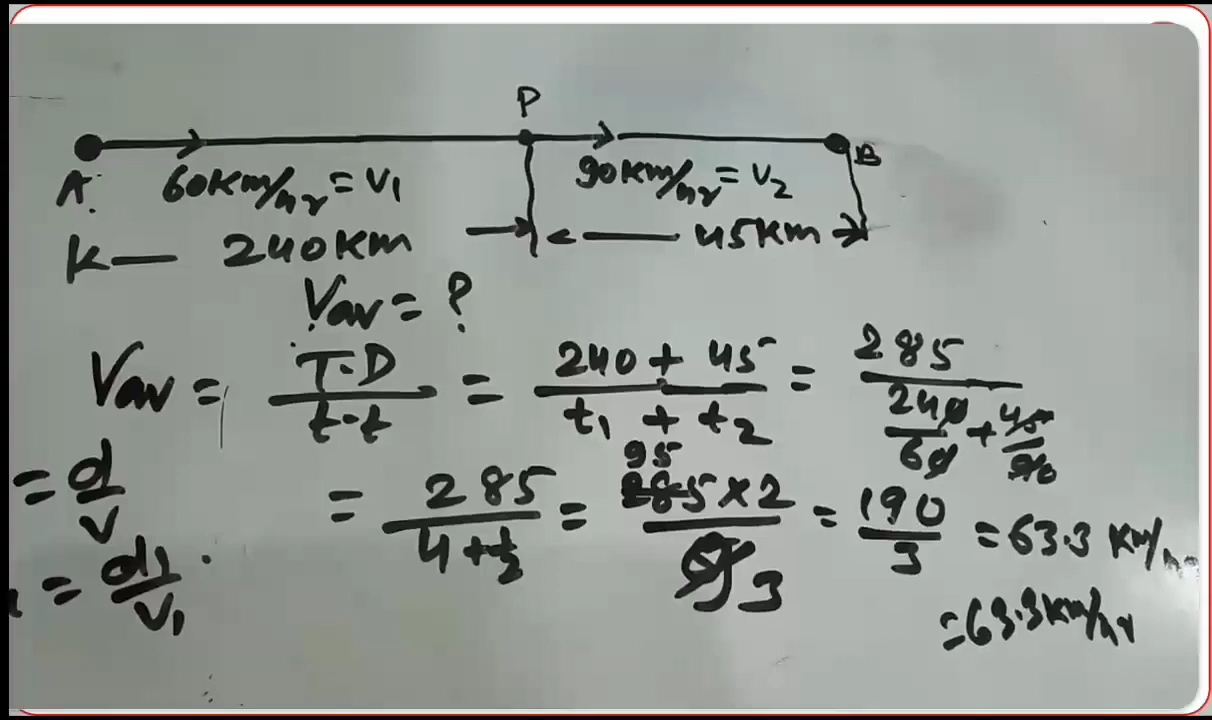 P
A. 60Km/hr = V1 90Km/hr = V2 B
K— 240Km → <—— 45Km →
Vav = ?
Vav = T.D / t.t = 240 + 45 / t1 + t2 = 285 / 240/60 + 45/90
= d/v = 285 / 4 + 1/2 = 95 285 × 2 / 9 3 = 190 / 3 = 63.3 Km/hr
= d1/v1 = 63.3 Km/hr